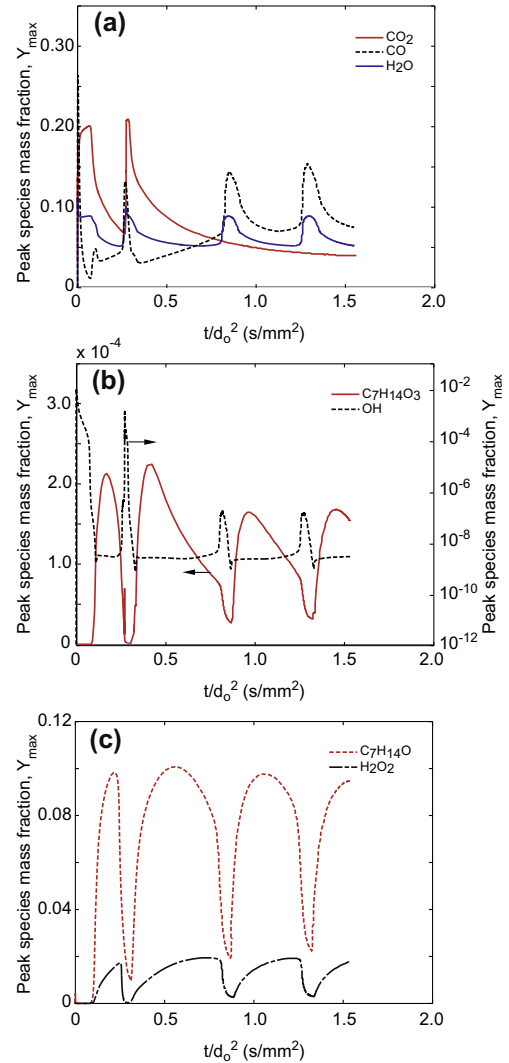 (a)
Peak species mass fraction, Yₘₐₓ
0.30
0.20
0.10
0.00
CO₂
CO
H₂O
0 0.5 1.0 1.5 2.0
t/dₒ² (s/mm²)
(b)
x 10⁻⁴
Peak species mass fraction, Yₘₐₓ
3.0
2.0
1.0
0
C₇H₁₄O₃
OH
10⁻²
10⁻⁴
10⁻⁶
10⁻⁸
10⁻¹⁰
10⁻¹²
Peak species mass fraction, Yₘₐₓ
0 0.5 1.0 1.5 2.0
t/dₒ² (s/mm²)
(c)
Peak species mass fraction, Yₘₐₓ
0.12
0.08
0.04
0
C₇H₁₄O
H₂O₂
0 0.5 1.0 1.5 2.0
t/dₒ² (s/mm²)